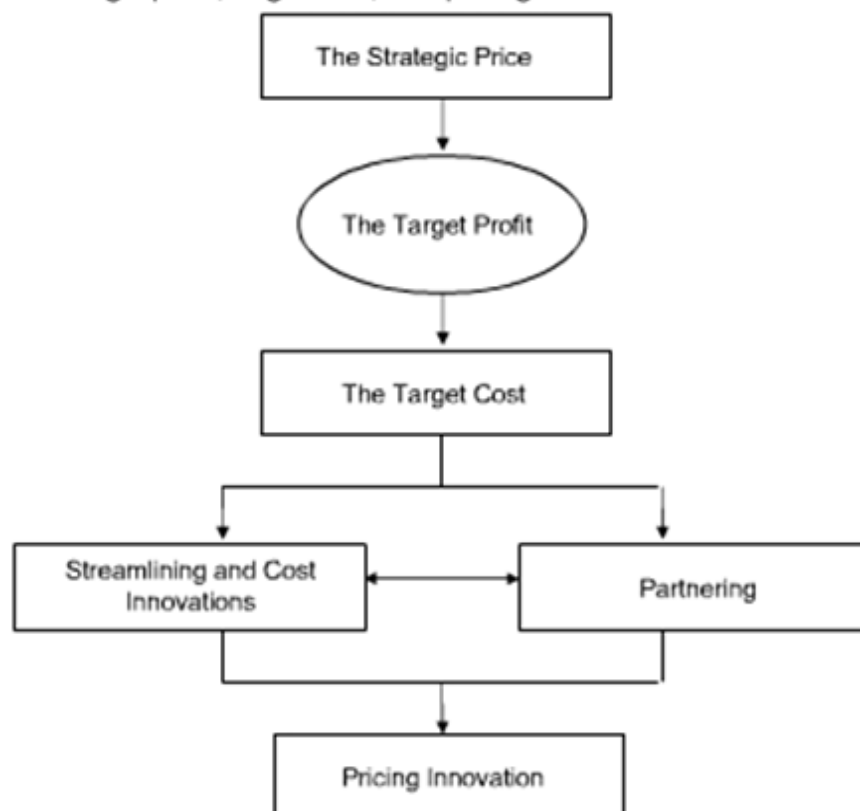 The Strategic Price
The Target Profit
The Target Cost
Streamlining and Cost
Innovations
Partnering
Pricing Innovation